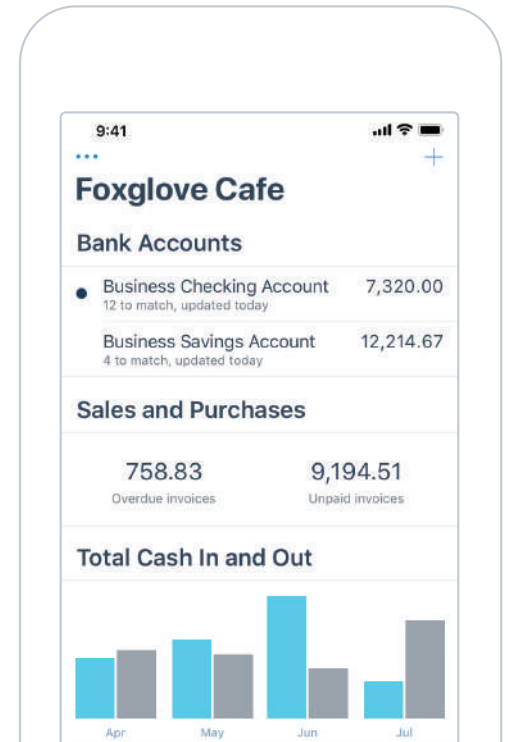 9:41
Foxglove Cafe
Bank Accounts
Business Checking Account 7,320.00
12 to match, updated today
Business Savings Account 12,214.67
4 to match, updated today
Sales and Purchases
758.83 9,194.51
Overdue invoices Unpaid invoices
Total Cash In and Out
Apr May Jun Jul